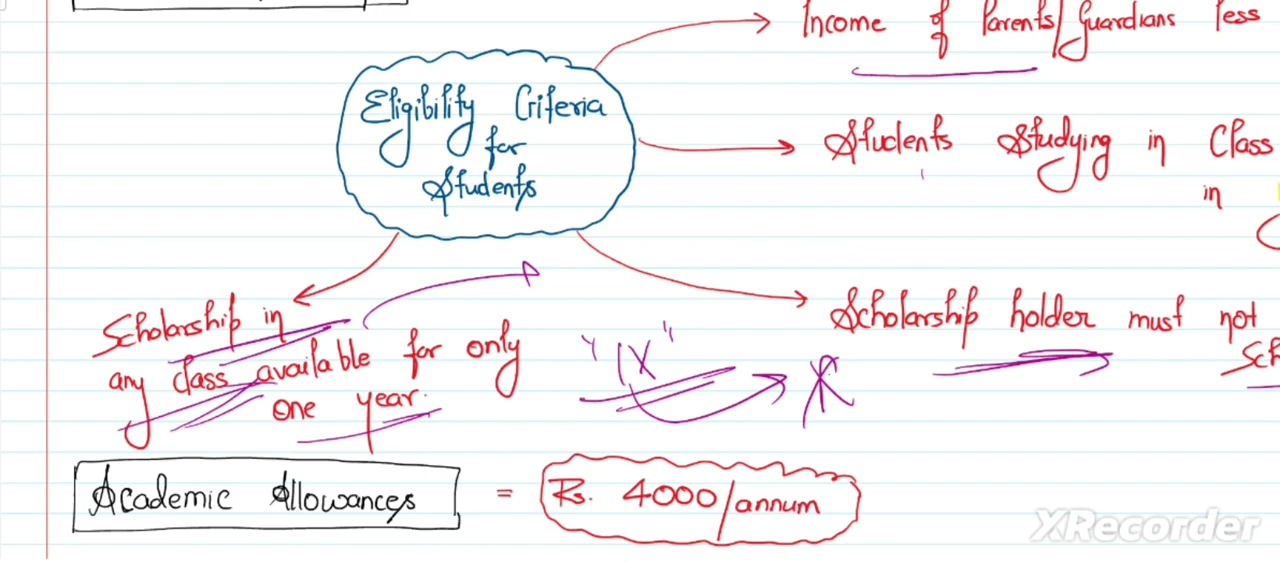 Income of Parents/Guardians less
Eligibility Criteria
for
Students
Students Studying in Class
in
Scholarship in
any class available for only
one year.
"IX"
Scholarship holder must not
Sch
Academic Allowances = Rs. 4000/annum
XRecorder